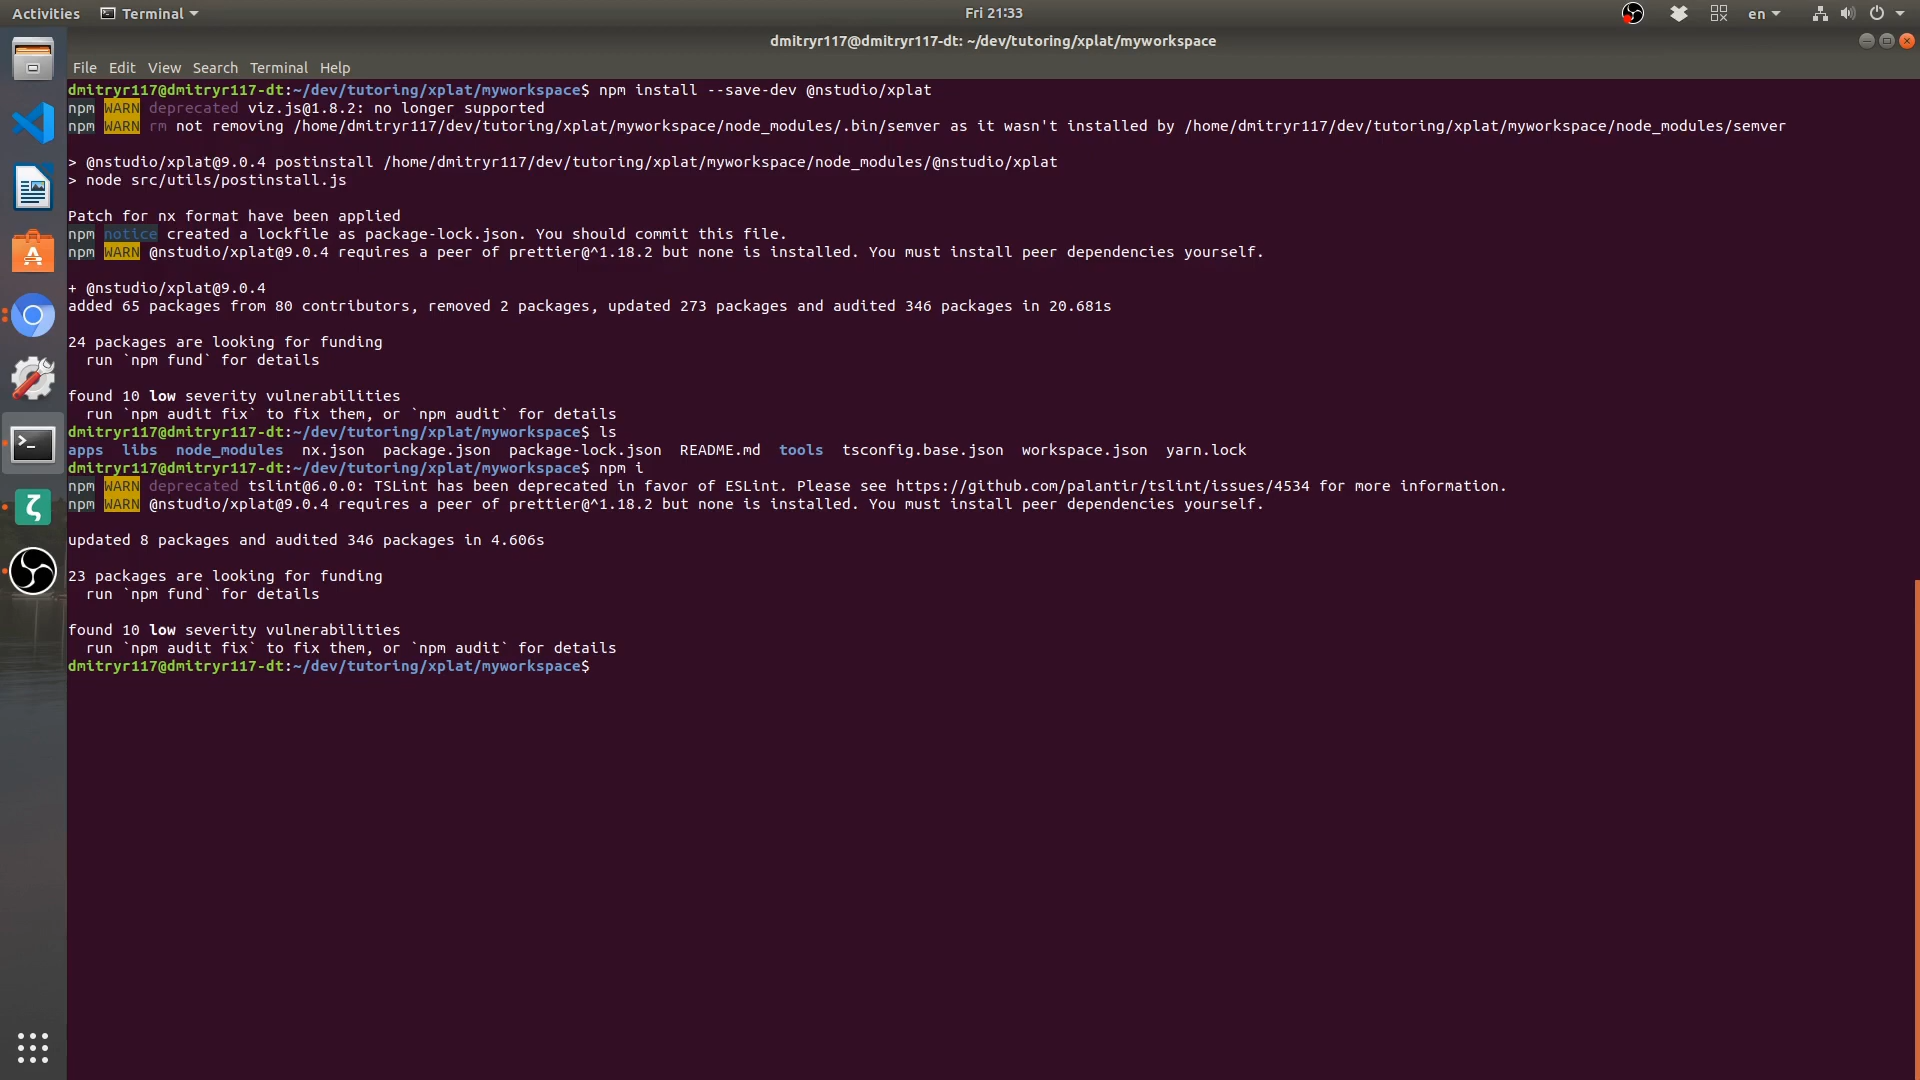 Activities Terminal Fri 21:33 en
dmitryr117@dmitryr117-dt: ~/dev/tutoring/xplat/myworkspace
File Edit View Search Terminal Help
dmitryr117@dmitryr117-dt:~/dev/tutoring/xplat/myworkspace$ npm install --save-dev @nstudio/xplat
npm WARN deprecated viz.js@1.8.2: no longer supported
npm WARN rm not removing /home/dmitryr117/dev/tutoring/xplat/myworkspace/node_modules/.bin/semver as it wasn't installed by /home/dmitryr117/dev/tutoring/xplat/myworkspace/node_modules/semver
> @nstudio/xplat@9.0.4 postinstall /home/dmitryr117/dev/tutoring/xplat/myworkspace/node_modules/@nstudio/xplat
> node src/utils/postinstall.js
Patch for nx format have been applied
npm notice created a lockfile as package-lock.json. You should commit this file.
npm WARN @nstudio/xplat@9.0.4 requires a peer of prettier@^1.18.2 but none is installed. You must install peer dependencies yourself.
+ @nstudio/xplat@9.0.4
added 65 packages from 80 contributors, removed 2 packages, updated 273 packages and audited 346 packages in 20.681s
24 packages are looking for funding
run `npm fund` for details
found 10 low severity vulnerabilities
run `npm audit fix` to fix them, or `npm audit` for details
dmitryr117@dmitryr117-dt:~/dev/tutoring/xplat/myworkspace$ ls
apps libs node_modules nx.json package.json package-lock.json README.md tools tsconfig.base.json workspace.json yarn.lock
dmitryr117@dmitryr117-dt:~/dev/tutoring/xplat/myworkspace$ npm i
npm WARN deprecated tslint@6.0.0: TSLint has been deprecated in favor of ESLint. Please see https://github.com/palantir/tslint/issues/4534 for more information.
npm WARN @nstudio/xplat@9.0.4 requires a peer of prettier@^1.18.2 but none is installed. You must install peer dependencies yourself.
updated 8 packages and audited 346 packages in 4.606s
23 packages are looking for funding
run `npm fund` for details
found 10 low severity vulnerabilities
run `npm audit fix` to fix them, or `npm audit` for details
dmitryr117@dmitryr117-dt:~/dev/tutoring/xplat/myworkspace$